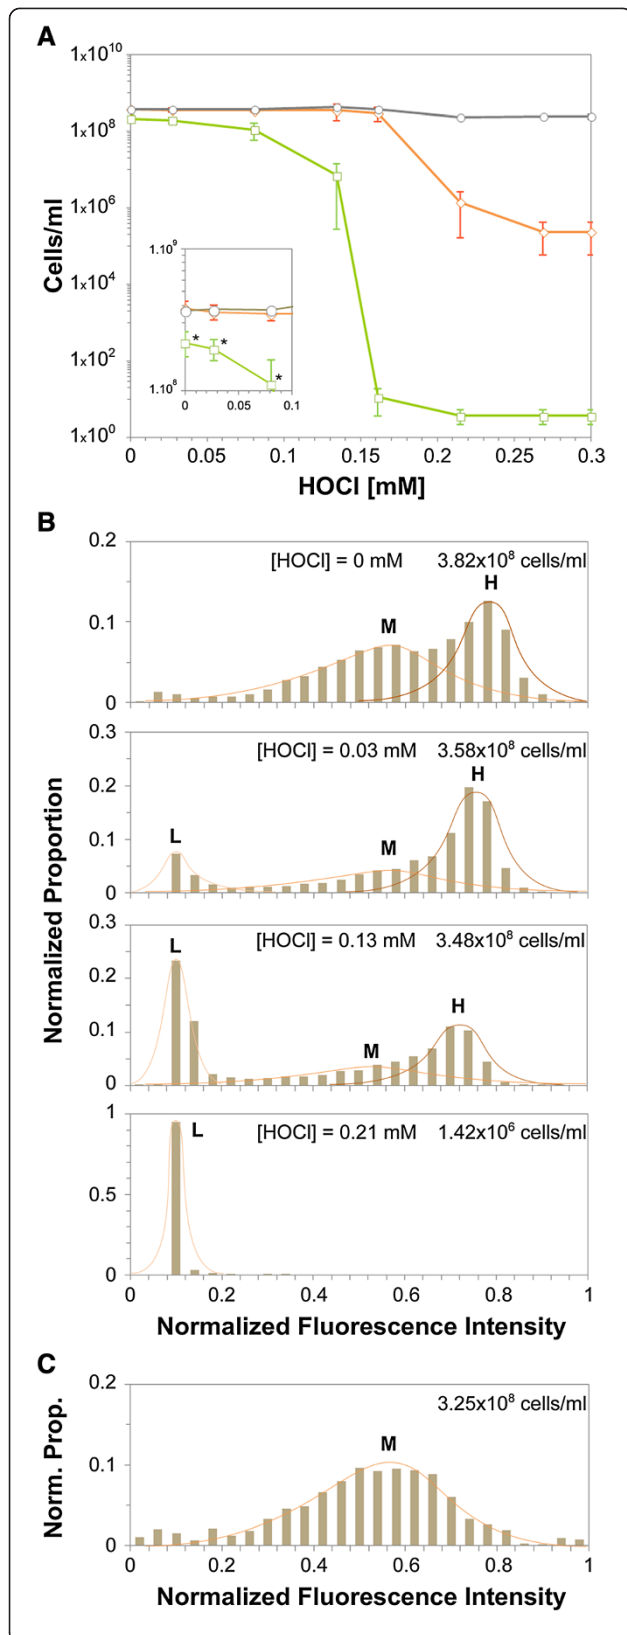 A
1x10^10
1x10^8
1x10^6
1x10^4
1x10^2
1x10^0
Cells/ml
1.10^9
1.10^8
* * *
0 0.05 0.1
0 0.05 0.1 0.15 0.2 0.25 0.3
HOCl [mM]
B
Normalized Proportion
0.2
0.1
0
[HOCl] = 0 mM 3.82x10^8 cells/ml
M
H
0.3
0.2
0.1
0
[HOCl] = 0.03 mM 3.58x10^8 cells/ml
L
M
H
0.3
0.2
0.1
0
[HOCl] = 0.13 mM 3.48x10^8 cells/ml
L
M
H
1
0.5
0
[HOCl] = 0.21 mM 1.42x10^6 cells/ml
L
0 0.2 0.4 0.6 0.8 1
Normalized Fluorescence Intensity
C
Norm. Prop.
0.2
0.1
0
3.25x10^8 cells/ml
M
0 0.2 0.4 0.6 0.8 1
Normalized Fluorescence Intensity